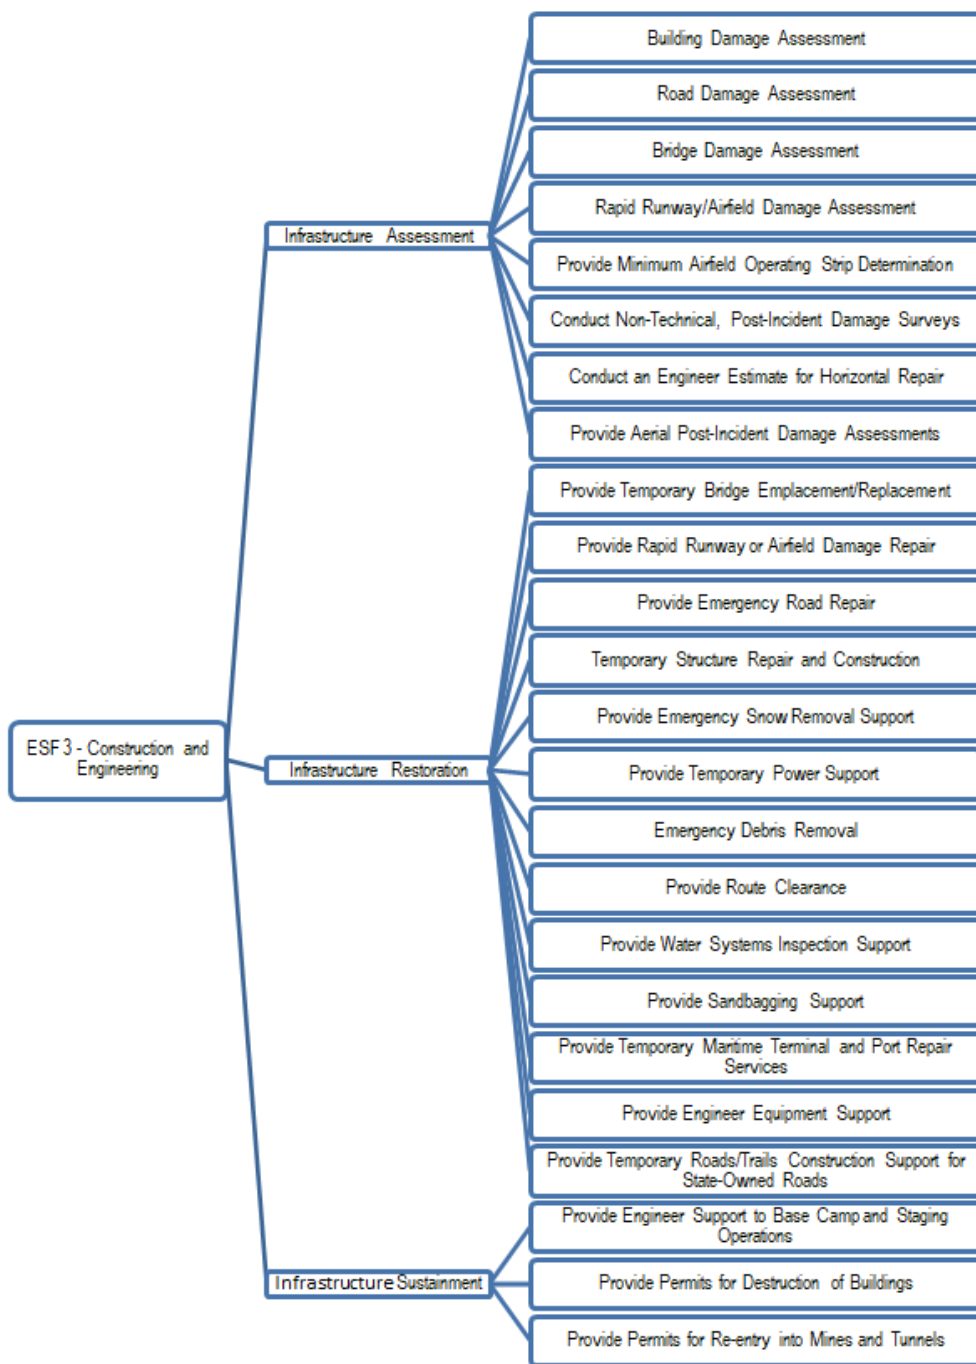 ESF 3 - Construction and
Engineering
Infrastructure Assessment
Building Damage Assessment
Road Damage Assessment
Bridge Damage Assessment
Rapid Runway/Airfield Damage Assessment
Provide Minimum Airfield Operating Strip Determination
Conduct Non-Technical, Post-Incident Damage Surveys
Conduct an Engineer Estimate for Horizontal Repair
Provide Aerial Post-Incident Damage Assessments
Infrastructure Restoration
Provide Temporary Bridge Emplacement/Replacement
Provide Rapid Runway or Airfield Damage Repair
Provide Emergency Road Repair
Temporary Structure Repair and Construction
Provide Emergency Snow Removal Support
Provide Temporary Power Support
Emergency Debris Removal
Provide Route Clearance
Provide Water Systems Inspection Support
Provide Sandbagging Support
Provide Temporary Maritime Terminal and Port Repair
Services
Provide Engineer Equipment Support
Provide Temporary Roads/Trails Construction Support for
State-Owned Roads
Infrastructure Sustainment
Provide Engineer Support to Base Camp and Staging
Operations
Provide Permits for Destruction of Buildings
Provide Permits for Re-entry into Mines and Tunnels